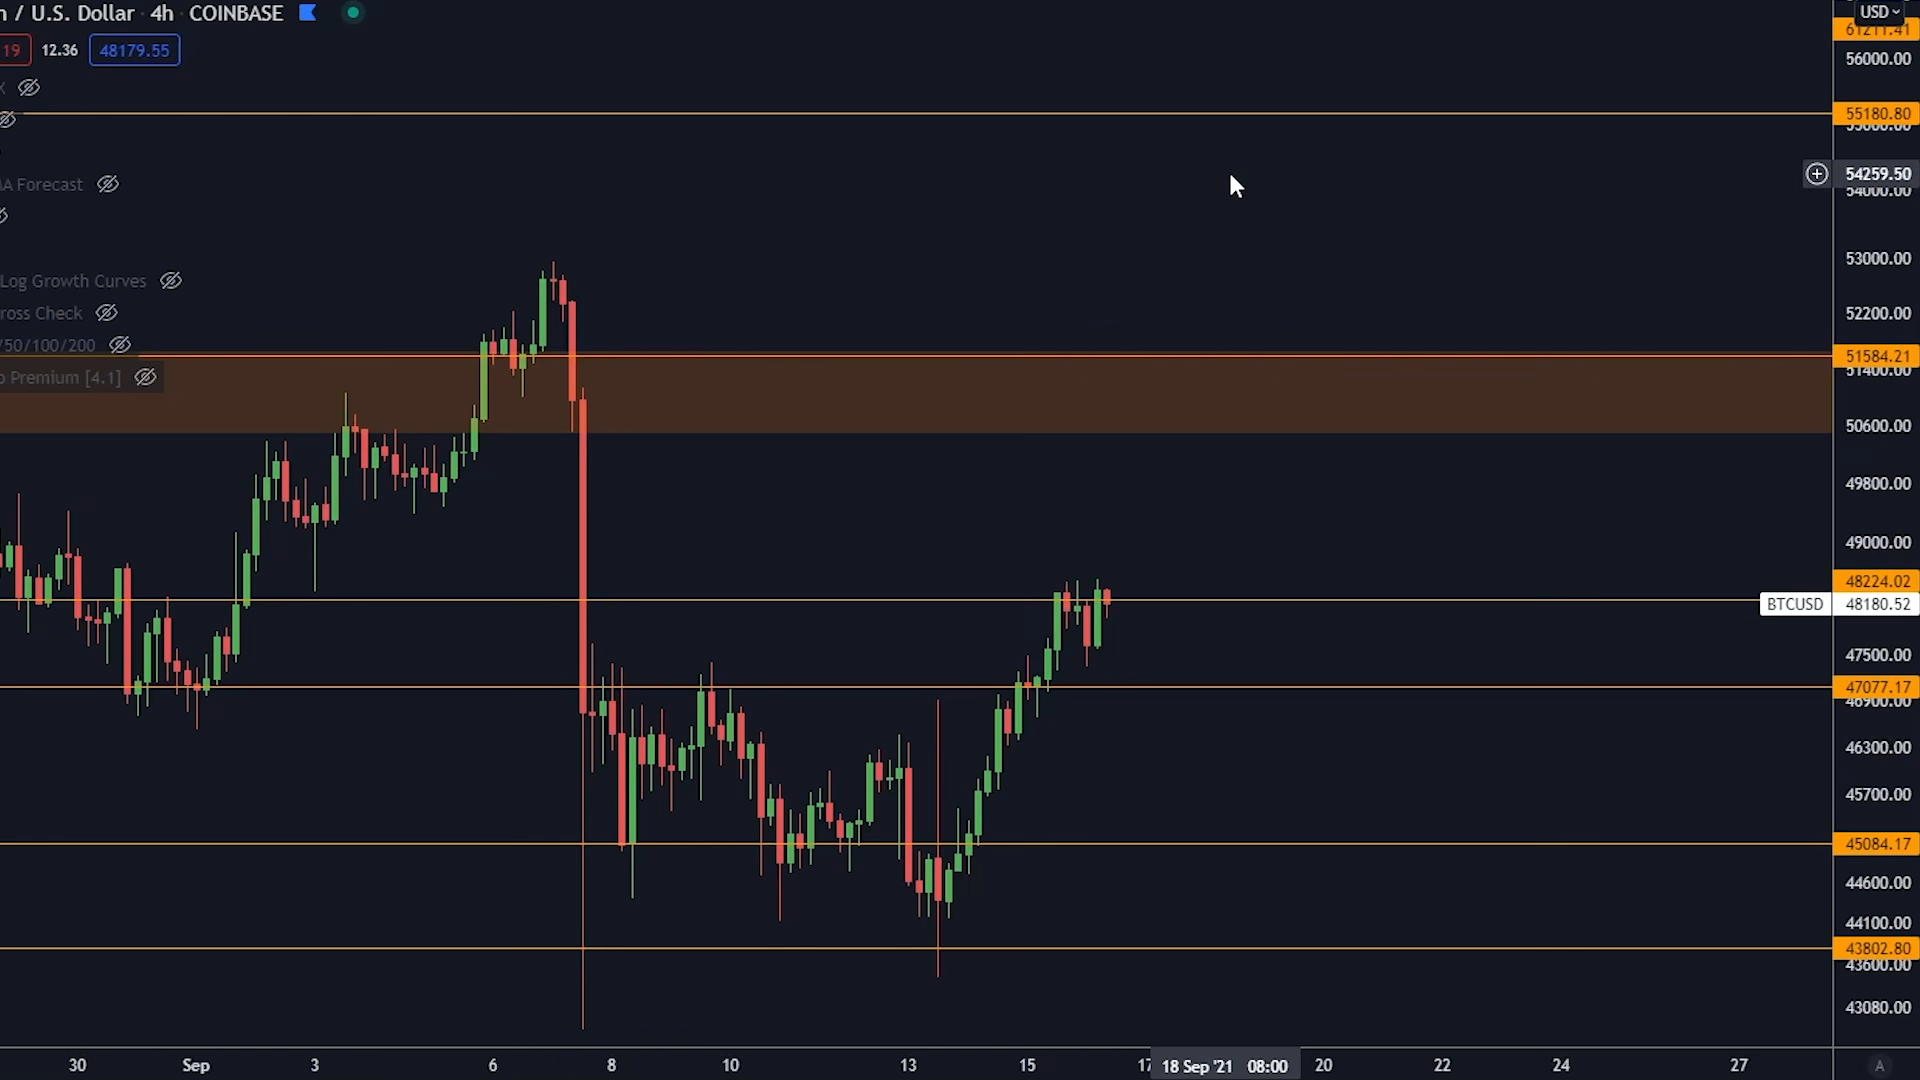 n / U.S. Dollar · 4h · COINBASE
19 12.36 48179.55
X
MA Forecast
Log Growth Curves
ross Check
/50/100/200
o Premium [4.1]
USD
61211.41
56000.00
55180.80
55000.00
54259.50
54000.00
53000.00
52200.00
51584.21
51400.00
50600.00
49800.00
49000.00
48224.02
BTCUSD 48180.52
47500.00
47077.17
46900.00
46300.00
45700.00
45084.17
44600.00
44100.00
43802.80
43600.00
43080.00
30 Sep 3 6 8 10 13 15 17 18 Sep '21 08:00 20 22 24 27 A